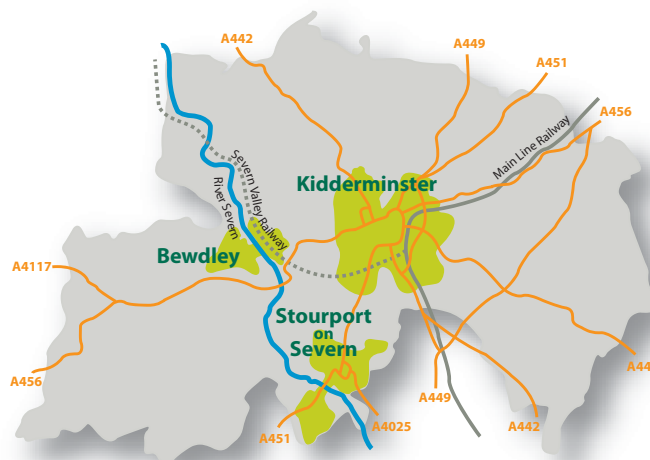 A442
A449
A451
A456
Main Line Railway
Kidderminster
Severn Valley Railway
River Severn
Bewdley
A4117
Stourport
on
Severn
A456
A449
A442
A451
A4025